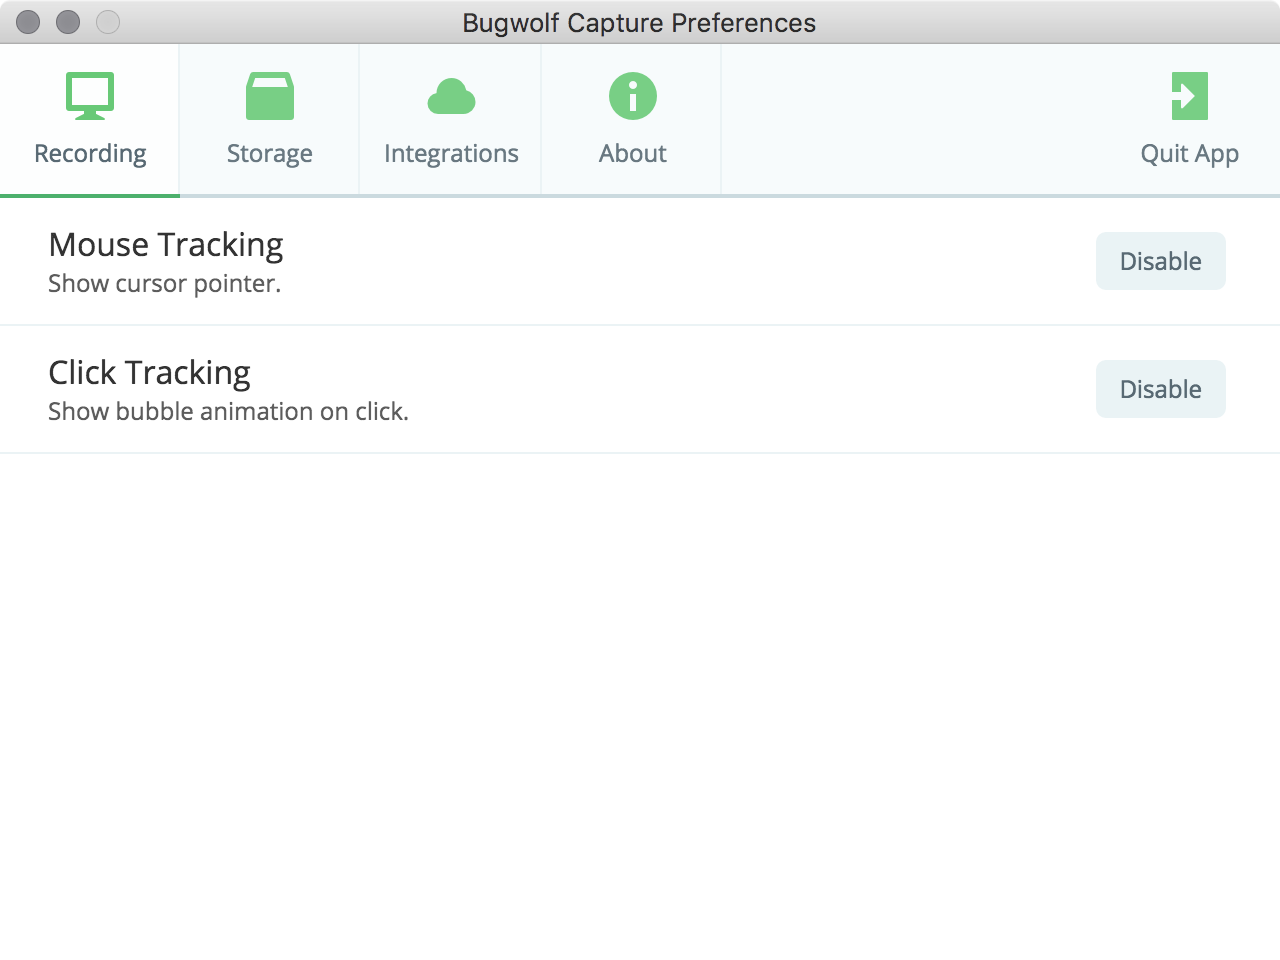 Bugwolf Capture Preferences
Recording
Storage
Integrations
About
Quit App
Mouse Tracking
Show cursor pointer.
Disable
Click Tracking
Show bubble animation on click.
Disable